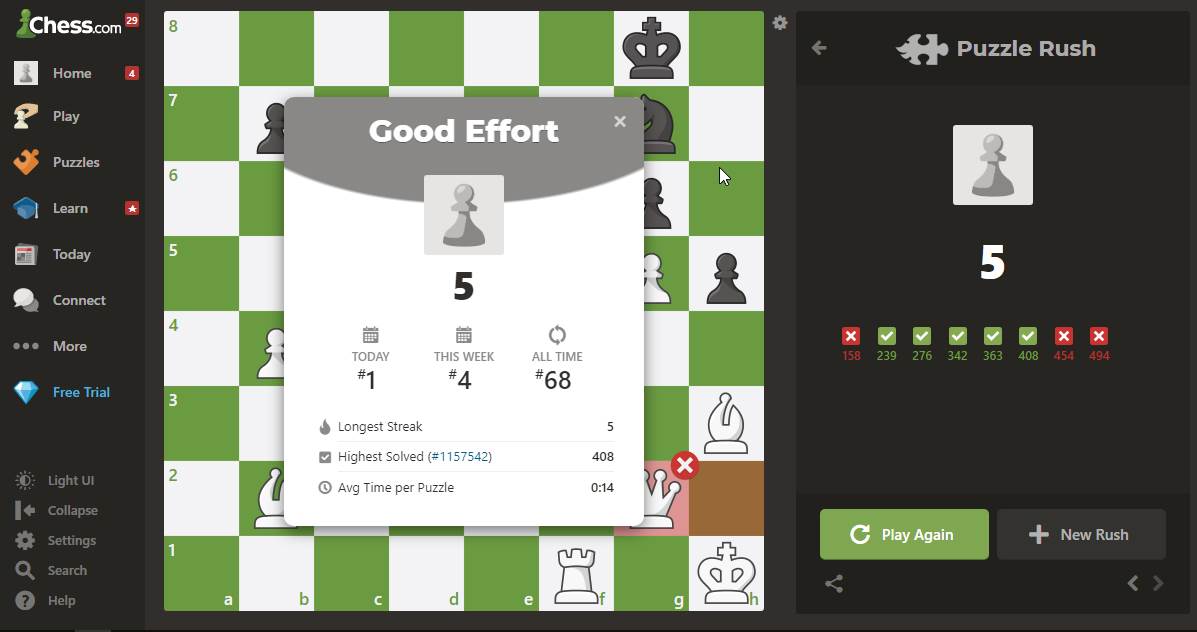 Chess.com 29
Home 4
Play
Puzzles
Learn
Today
Connect
More
Free Trial
Light UI
Collapse
Settings
Search
Help
8
7
6
5
4
3
2
1
a b c d e f g h
Good Effort
×
5
TODAY THIS WEEK ALL TIME
#1 #4 #68
Longest Streak 5
Highest Solved (#1157542) 408
Avg Time per Puzzle 0:14
Puzzle Rush
5
158 239 276 342 363 408 454 494
Play Again
New Rush